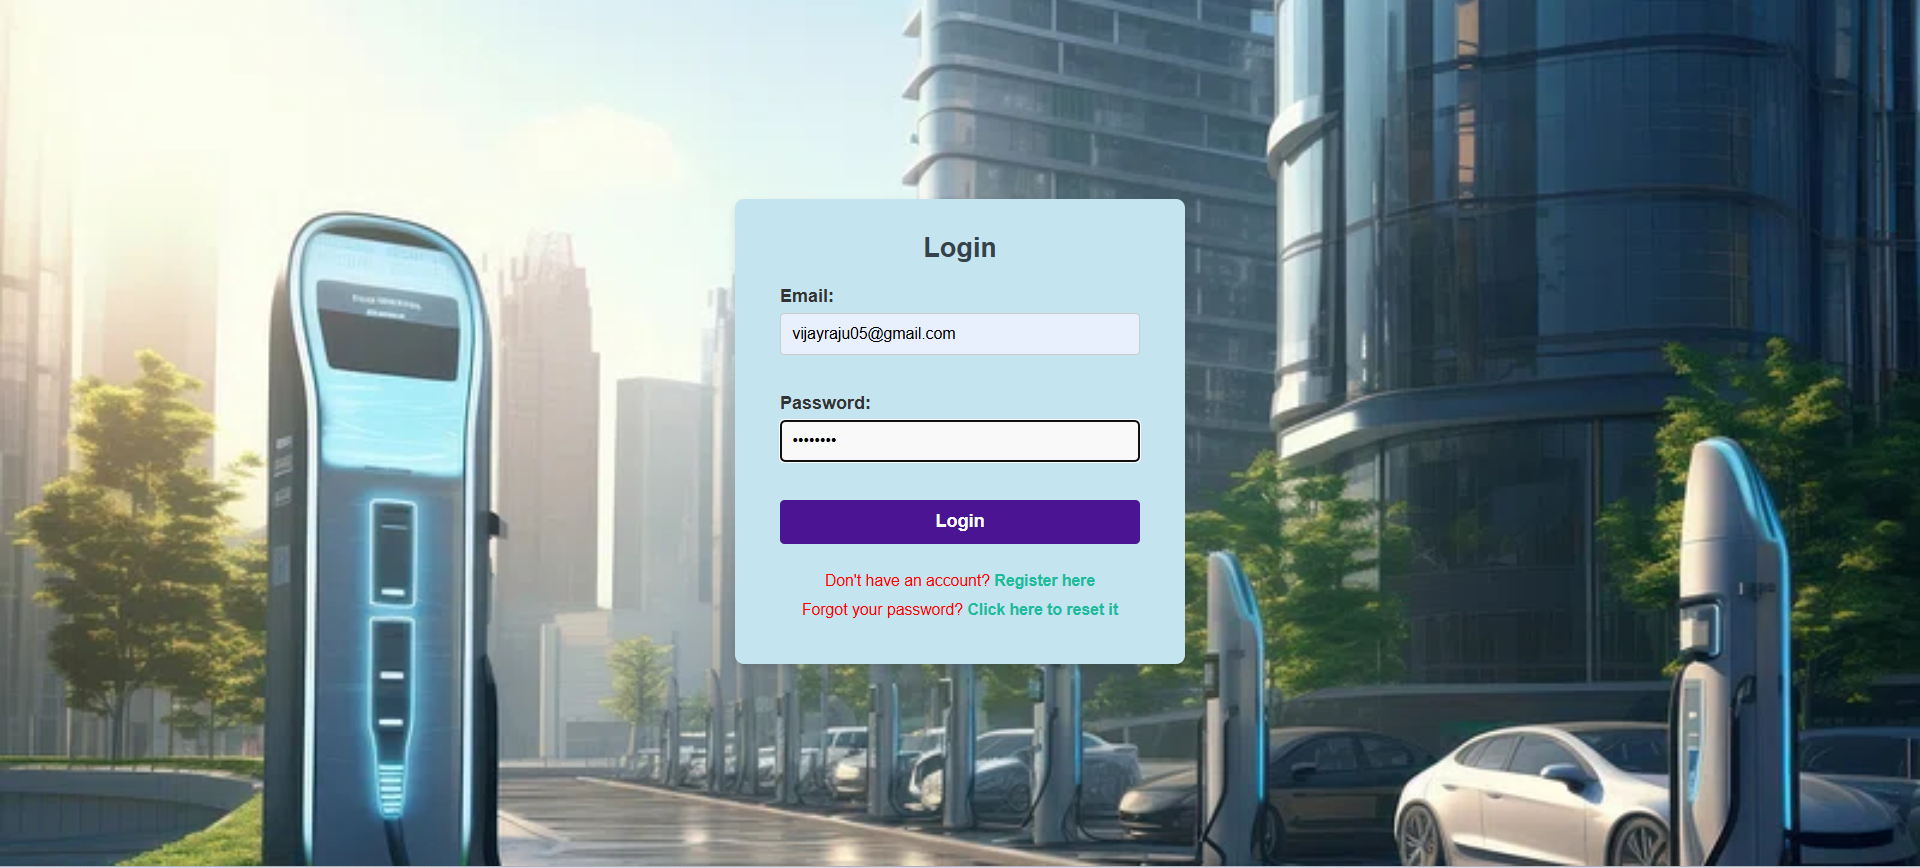 Login
Email:
vijayraju05@gmail.com
Password:
••••••••
Login
Don't have an account? Register here
Forgot your password? Click here to reset it